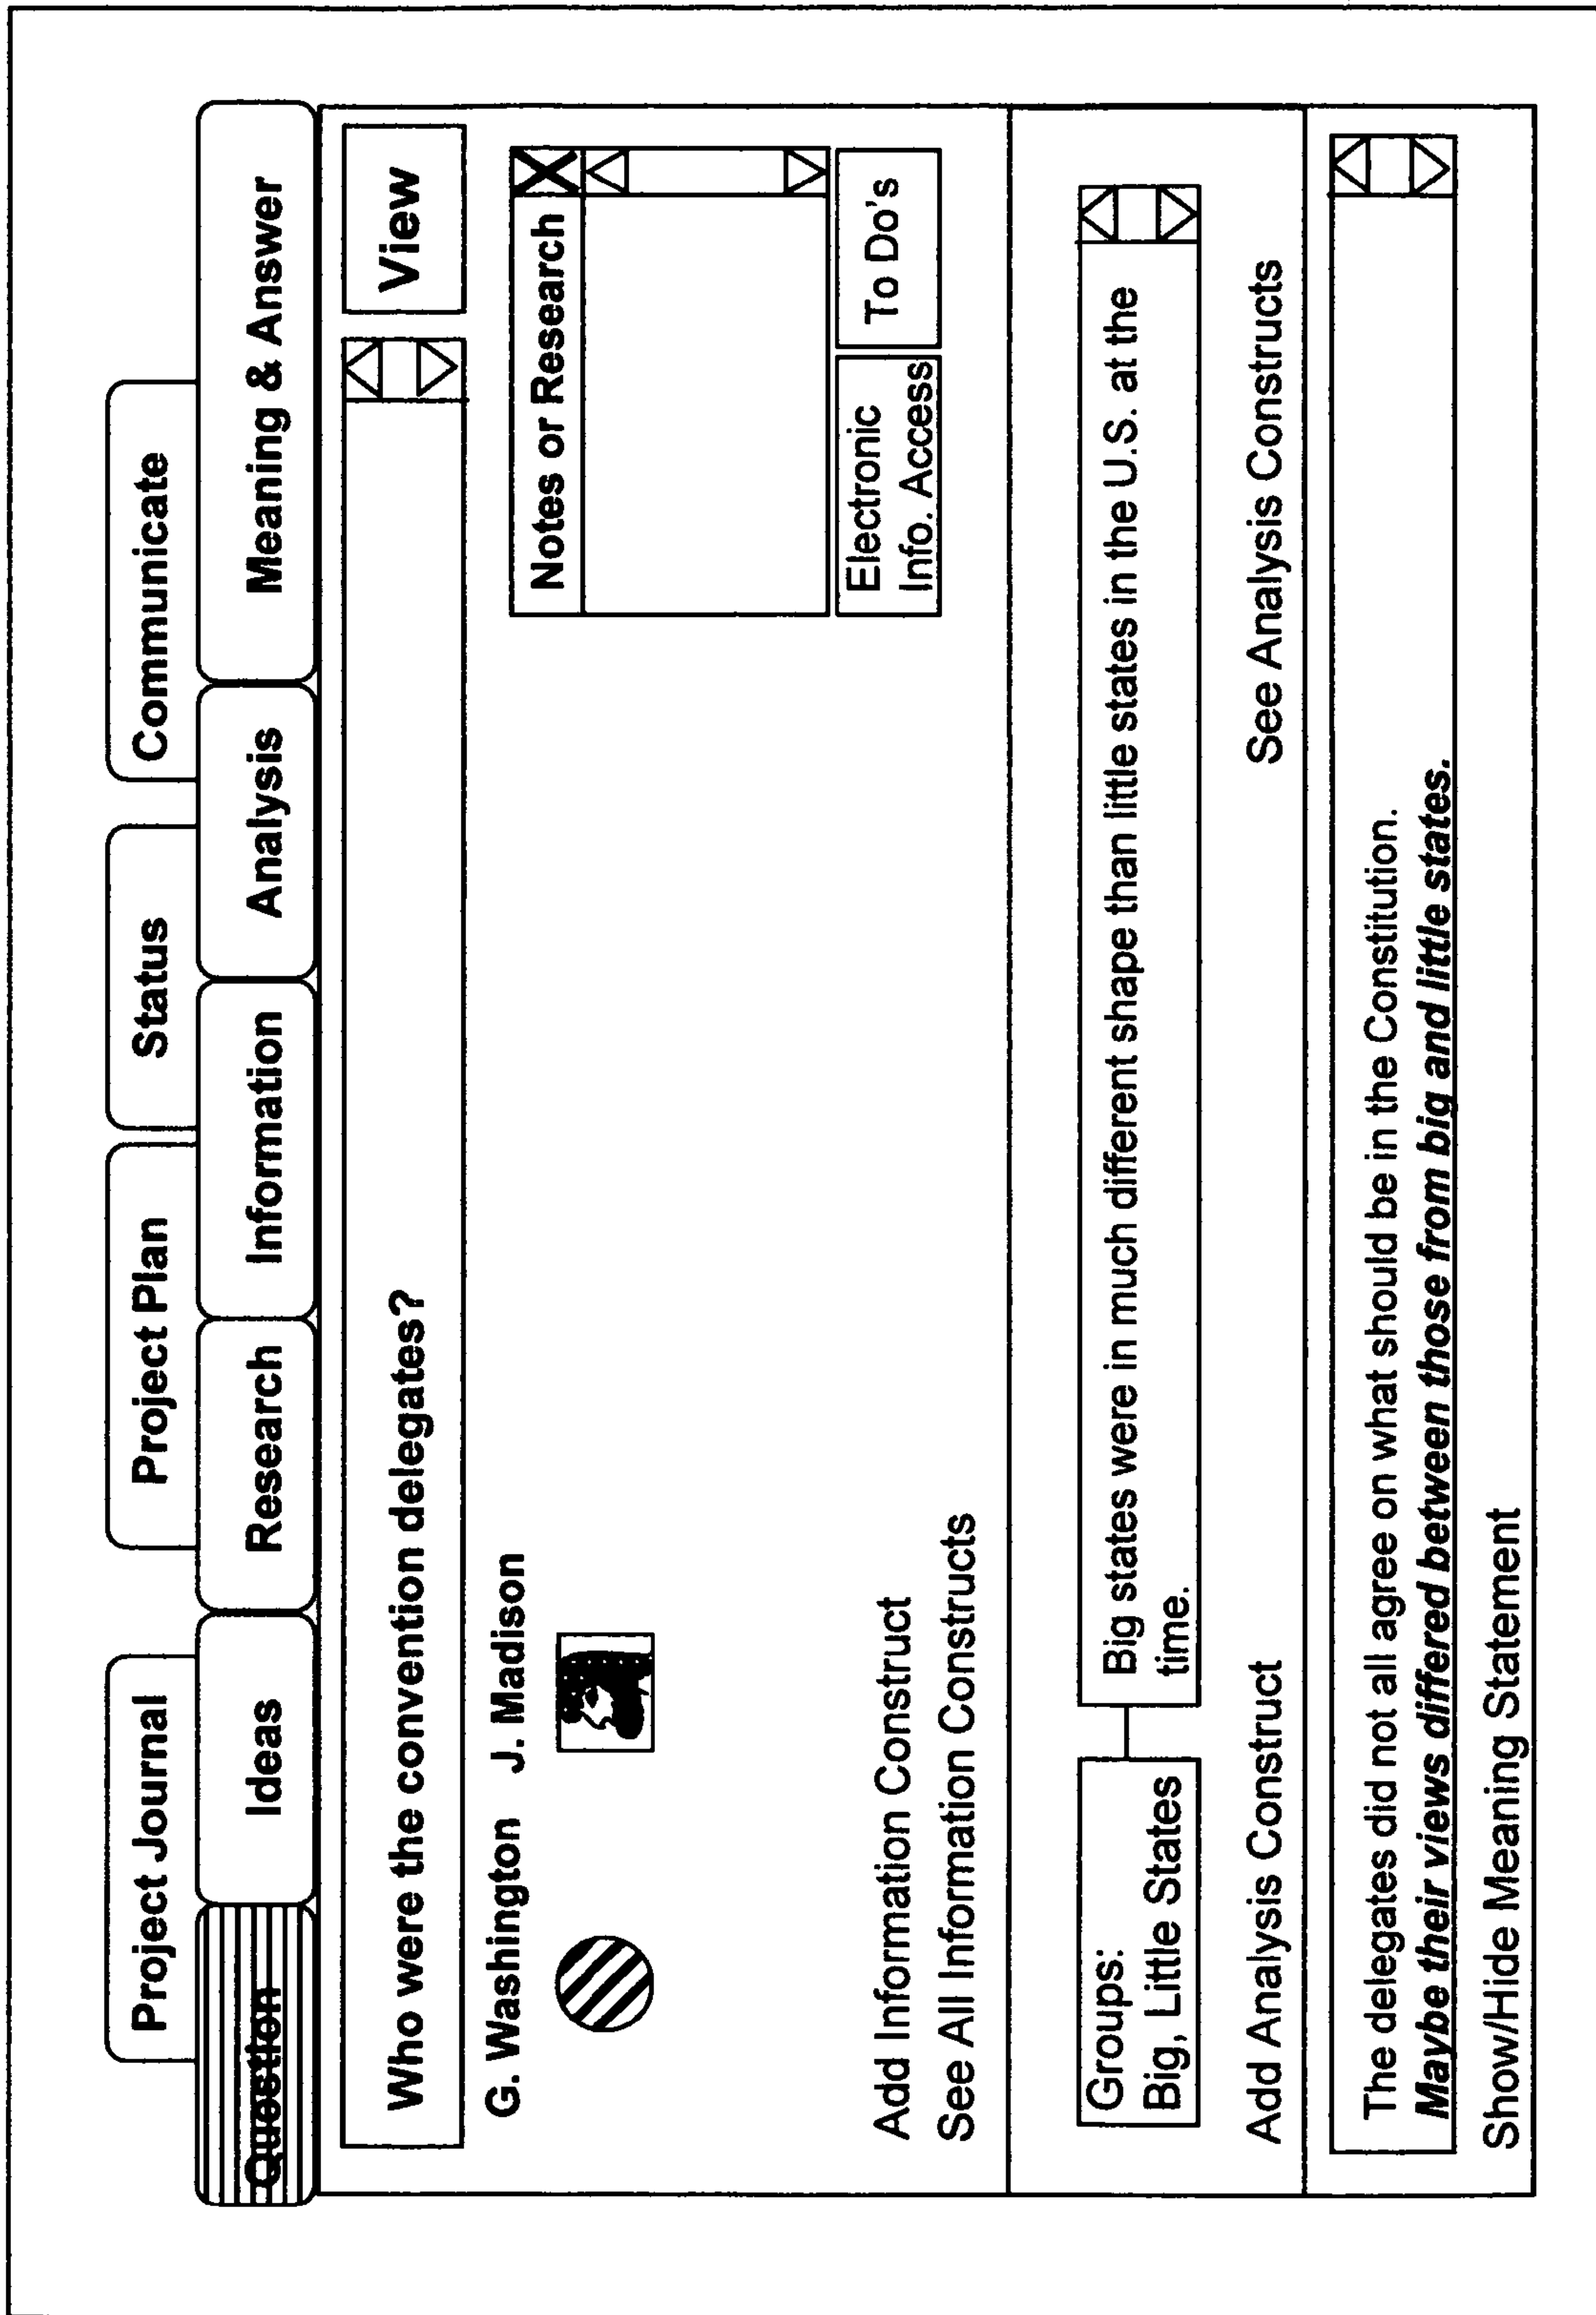 Project Journal
Project Plan
Status
Communicate
Question
Ideas
Research
Information
Analysis
Meaning & Answer
Who were the convention delegates?
View
G. Washington
J. Madison
Notes or Research
Electronic
Info. Access
To Do's
Add Information Construct
See All Information Constructs
Groups:
Big, Little States
Big states were in much different shape than little states in the U.S. at the
time.
Add Analysis Construct
See Analysis Constructs
The delegates did not all agree on what should be in the Constitution.
Maybe their views differed between those from big and little states.
Show/Hide Meaning Statement